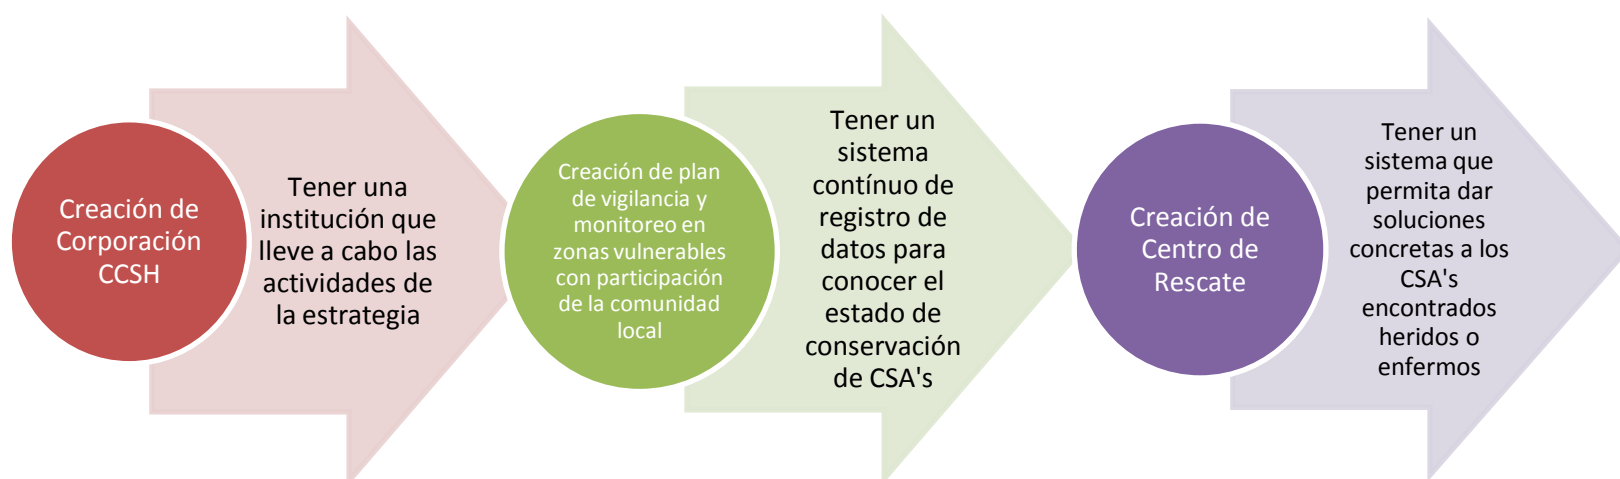 Creación de
Corporación
CCSH
Tener una
institución que
lleve a cabo las
actividades de
la estrategia
Creación de plan
de vigilancia y
monitoreo en
zonas vulnerables
con participación
de la comunidad
local
Tener un
sistema
contínuo de
registro de
datos para
conocer el
estado de
conservación
de CSA's
Creación de
Centro de
Rescate
Tener un
sistema que
permita dar
soluciones
concretas a los
CSA's
encontrados
heridos o
enfermos